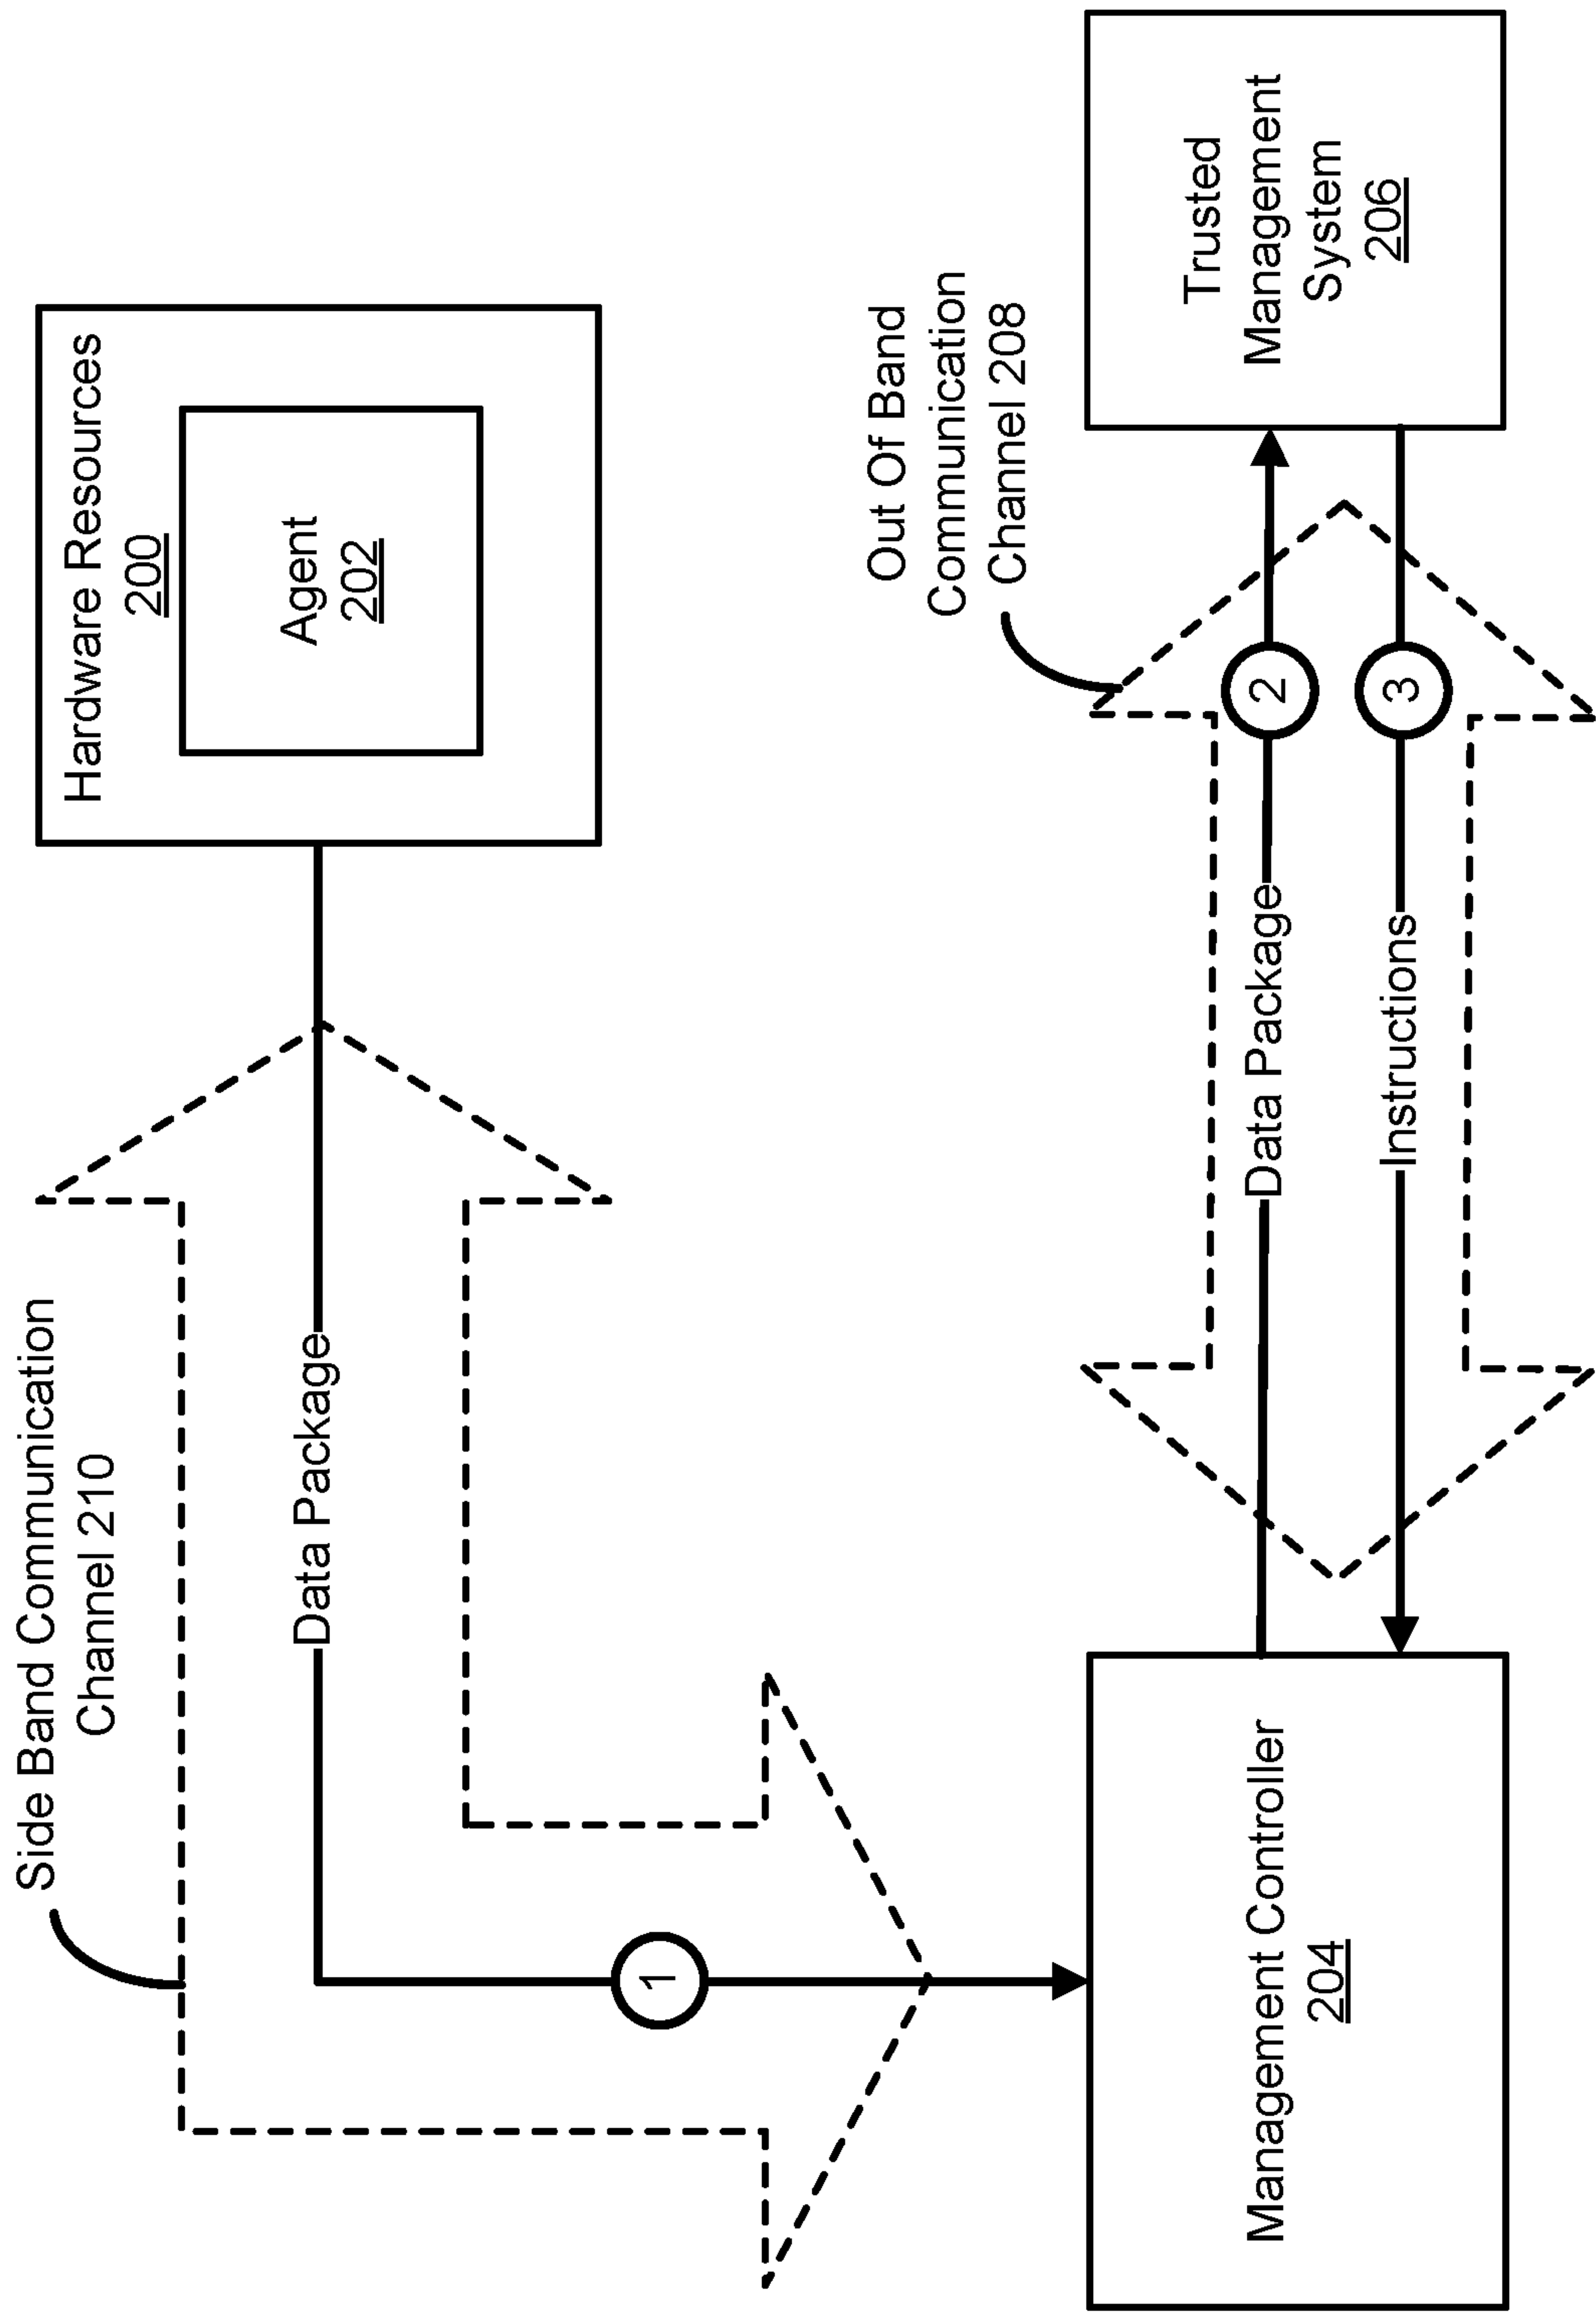 Side Band Communication
Channel 210
Hardware Resources
200
Agent
202
Data Package
1
Out Of Band
Communication
Channel 208
Management Controller
204
Data Package
2
Instructions
3
Trusted
Management
System
206